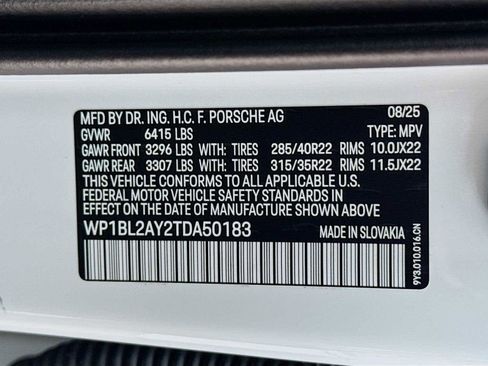 MFD BY DR. ING. H.C. F. PORSCHE AG 08/25
GVWR 6415 LBS TYPE: MPV
GAWR FRONT 3296 LBS WITH: TIRES 285/40R22 RIMS 10.0JX22
GAWR REAR 3307 LBS WITH: TIRES 315/35R22 RIMS 11.5JX22
THIS VEHICLE CONFORMS TO ALL APPLICABLE U.S.
FEDERAL MOTOR VEHICLE SAFETY STANDARDS IN
EFFECT ON THE DATE OF MANUFACTURE SHOWN ABOVE.
WP1BL2AY2TDA50183 MADE IN SLOVAKIA
9Y3.010.016.CN